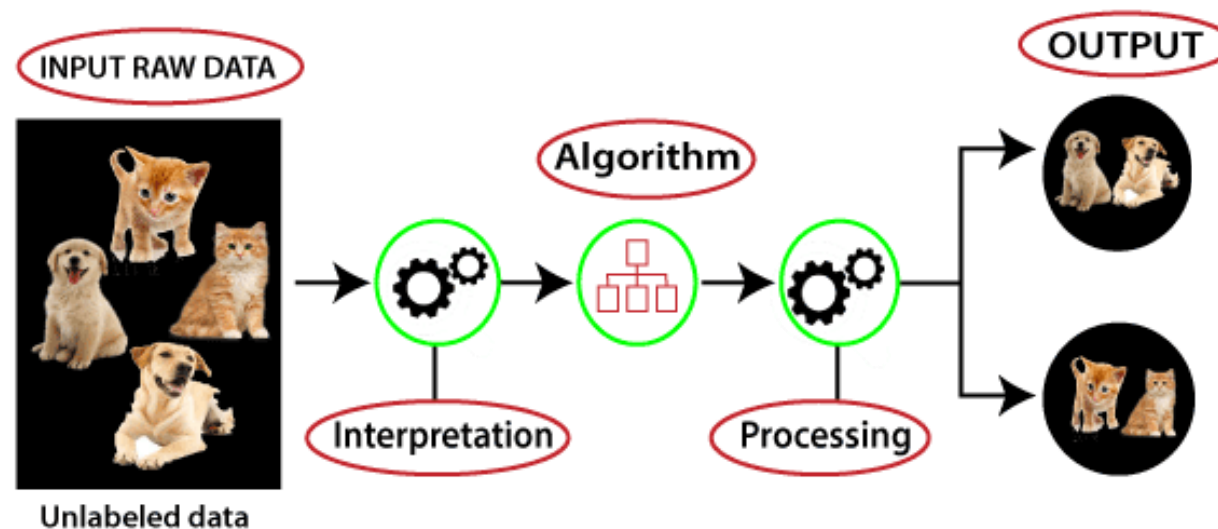 INPUT RAW DATA
OUTPUT
Algorithm
Interpretation
Processing
Unlabeled data